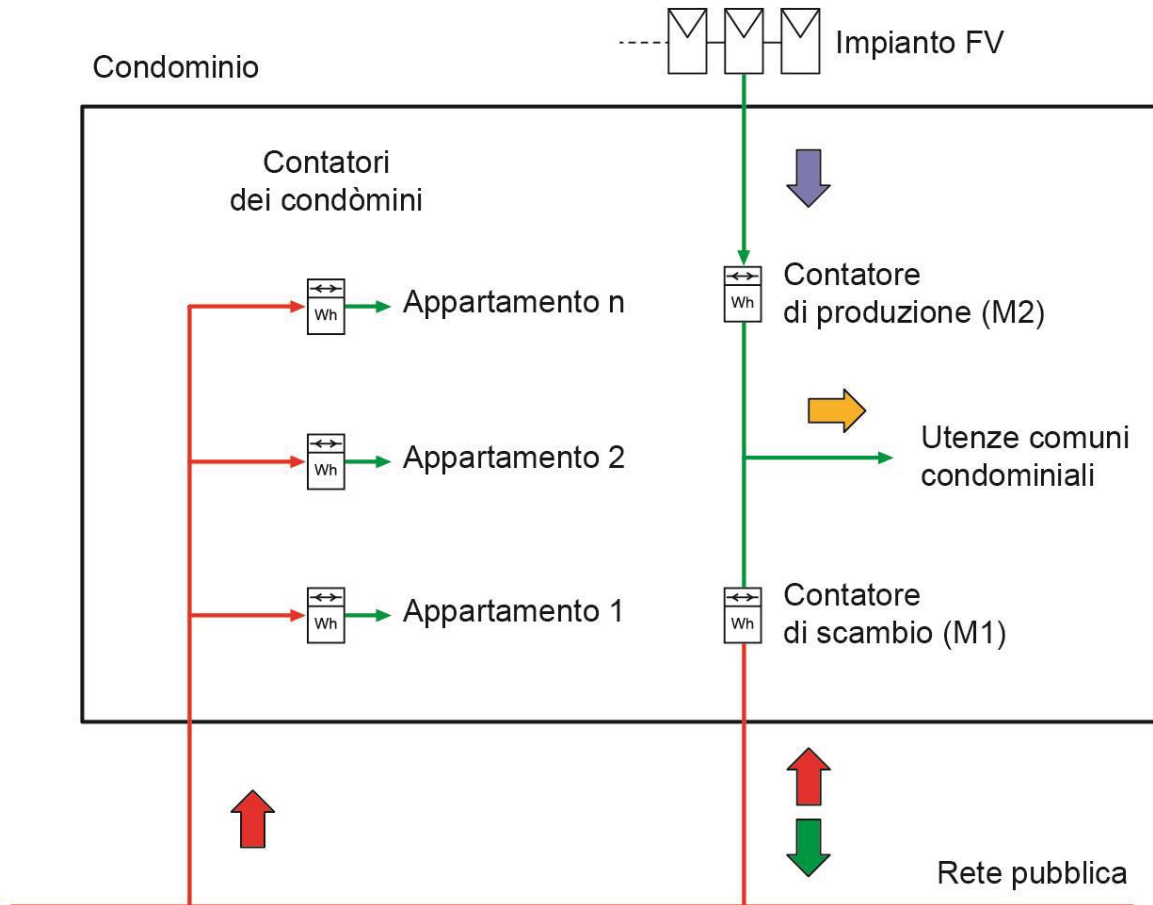 Impianto FV
Condominio
Contatori
dei condòmini
Contatore
di produzione (M2)
Wh
Appartamento n
Wh
Utenze comuni
condominiali
Wh
Appartamento 2
Contatore
di scambio (M1)
Wh
Appartamento 1
Wh
Rete pubblica